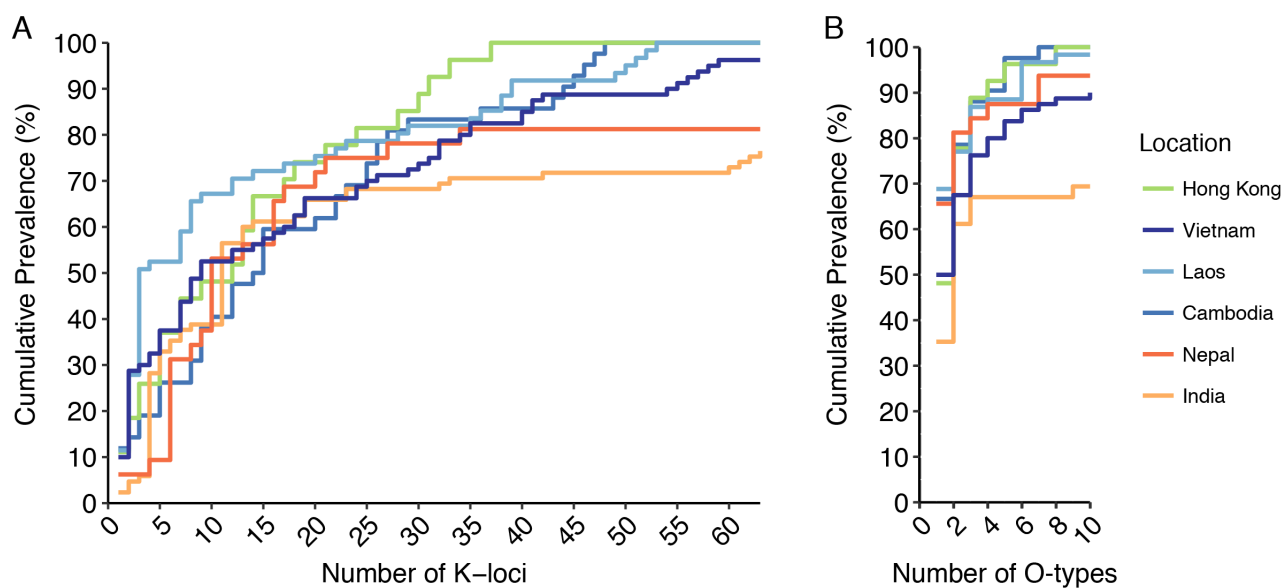 A
Cumulative Prevalence (%)
100
90
80
70
60
50
40
30
20
10
0
0 5 10 15 20 25 30 35 40 45 50 55 60
Number of K−loci
B
Cumulative Prevalence (%)
100
90
80
70
60
50
40
30
20
10
0
0 2 4 6 8 10
Number of O-types
Location
Hong Kong
Vietnam
Laos
Cambodia
Nepal
India